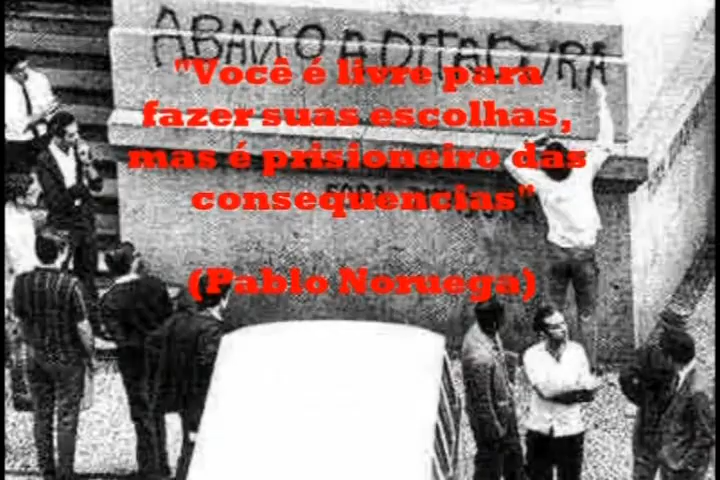 ABAIXO A DITADURA
"Você é livre para
fazer suas escolhas,
mas é prisioneiro das
consequencias"
(Pablo Noruega)